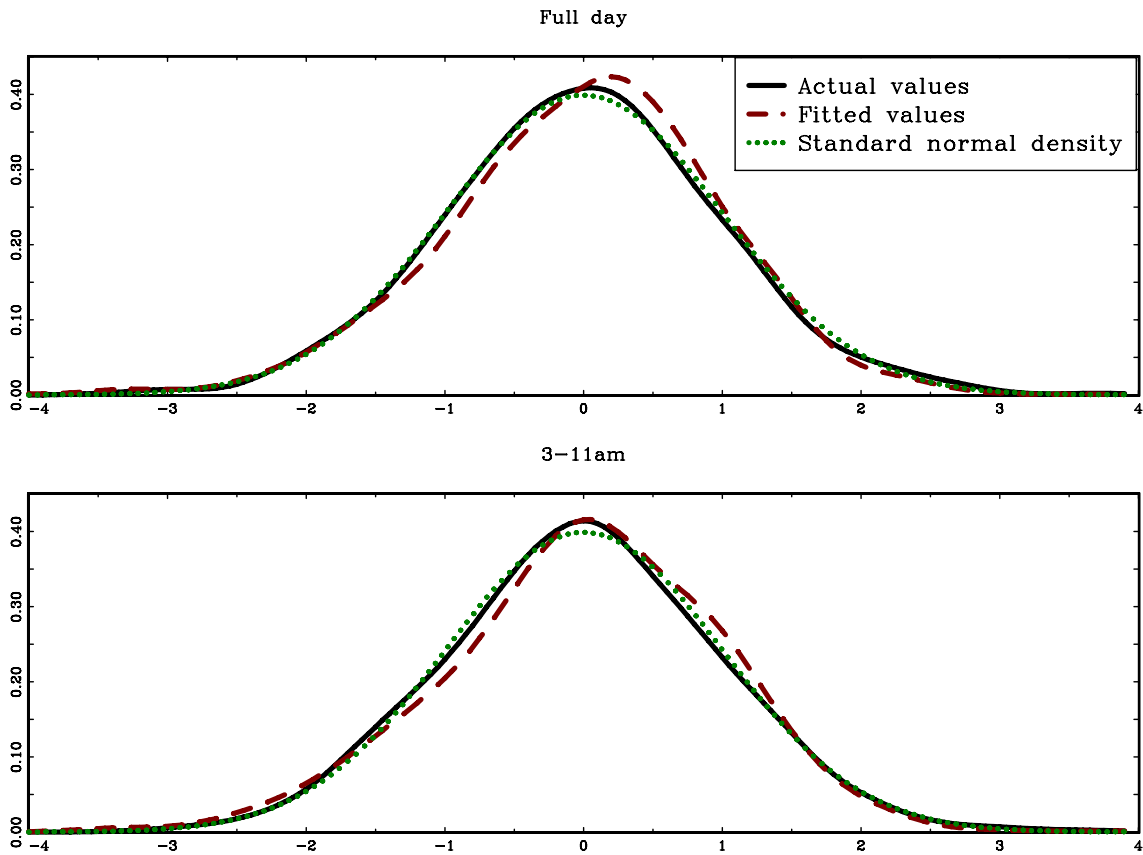 Full day
Actual values
Fitted values
Standard normal density
0.40
0.30
0.20
0.10
0.00
−4 −3 −2 −1 0 1 2 3 4
3−11am
0.40
0.30
0.20
0.10
0.00
−4 −3 −2 −1 0 1 2 3 4